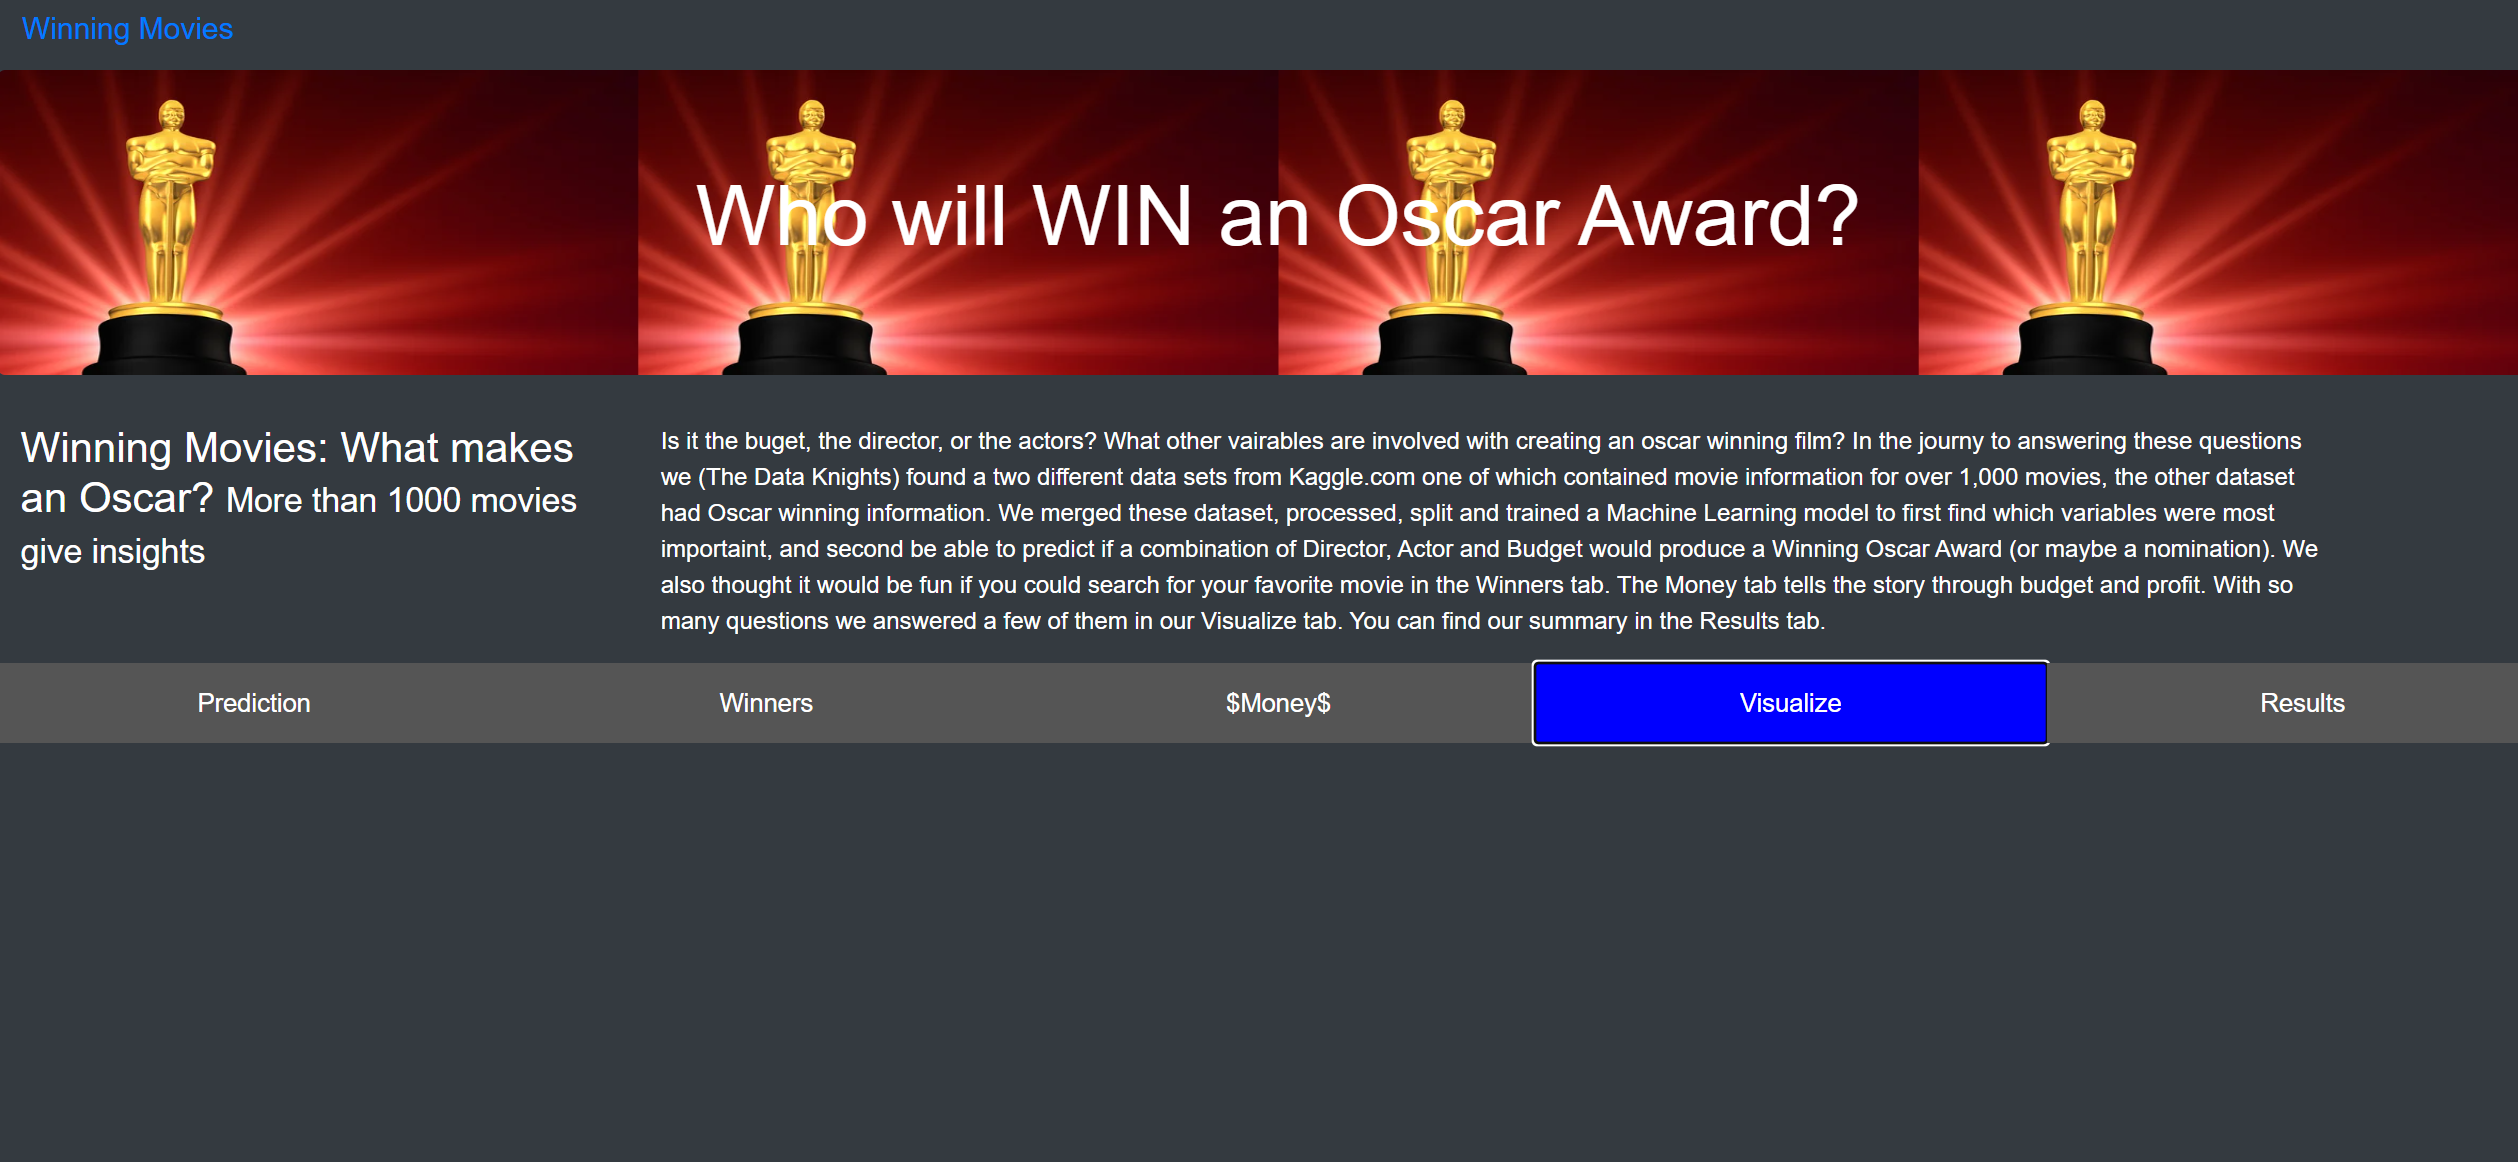 Winning Movies
Who will WIN an Oscar Award?
Winning Movies: What makes
an Oscar? More than 1000 movies
give insights
Is it the buget, the director, or the actors? What other vairables are involved with creating an oscar winning film? In the journy to answering these questions
we (The Data Knights) found a two different data sets from Kaggle.com one of which contained movie information for over 1,000 movies, the other dataset
had Oscar winning information. We merged these dataset, processed, split and trained a Machine Learning model to first find which variables were most
importaint, and second be able to predict if a combination of Director, Actor and Budget would produce a Winning Oscar Award (or maybe a nomination). We
also thought it would be fun if you could search for your favorite movie in the Winners tab. The Money tab tells the story through budget and profit. With so
many questions we answered a few of them in our Visualize tab. You can find our summary in the Results tab.
Prediction
Winners
$Money$
Visualize
Results